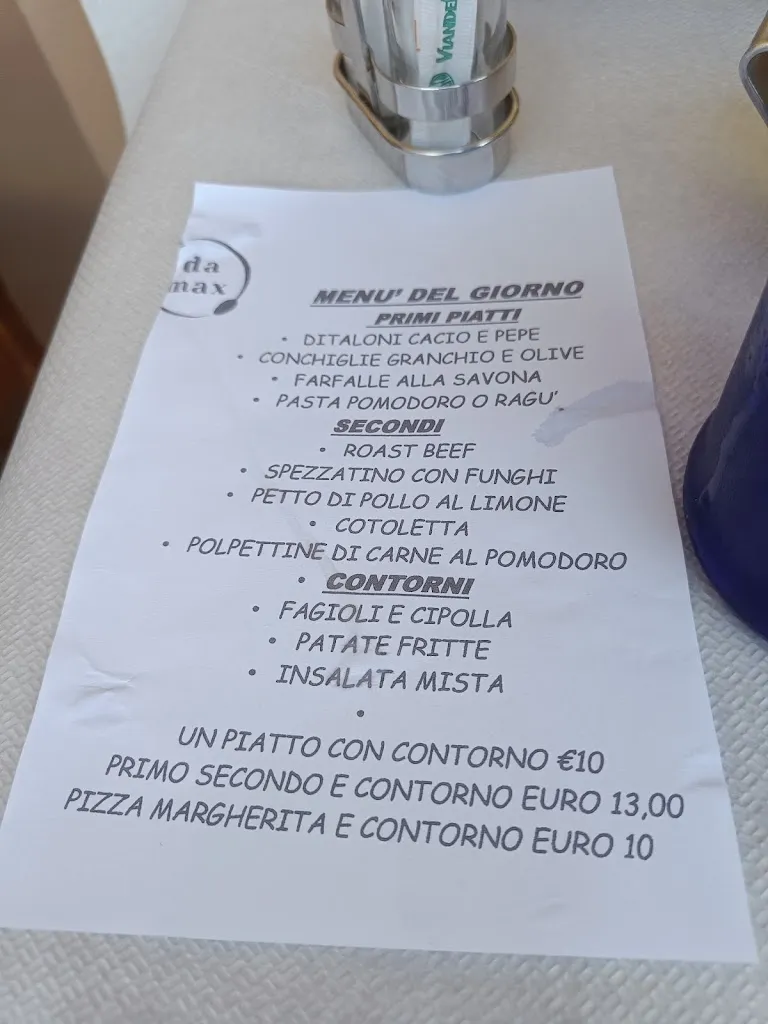 VIANDE
da
max
MENU' DEL GIORNO
PRIMI PIATTI
• DITALONI CACIO E PEPE
• CONCHIGLIE GRANCHIO E OLIVE
• FARFALLE ALLA SAVONA
• PASTA POMODORO O RAGU'
SECONDI
• ROAST BEEF
• SPEZZATINO CON FUNGHI
• PETTO DI POLLO AL LIMONE
• COTOLETTA
• POLPETTINE DI CARNE AL POMODORO
• CONTORNI
• FAGIOLI E CIPOLLA
• PATATE FRITTE
• INSALATA MISTA
•
UN PIATTO CON CONTORNO €10
PRIMO SECONDO E CONTORNO EURO 13,00
PIZZA MARGHERITA E CONTORNO EURO 10